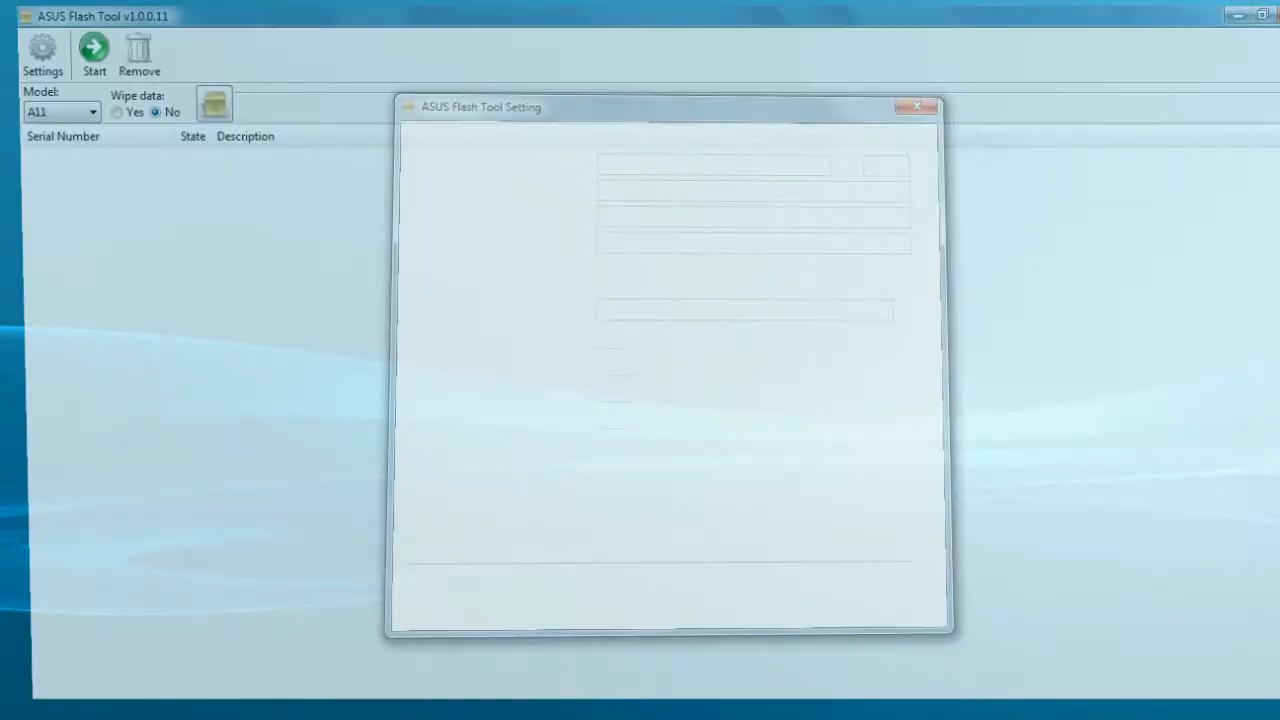 ASUS Flash Tool v1.0.0.11
Settings
Start
Remove
Model:
Wipe data:
A11
Yes
No
Serial Number
State
Description
ASUS Flash Tool Setting